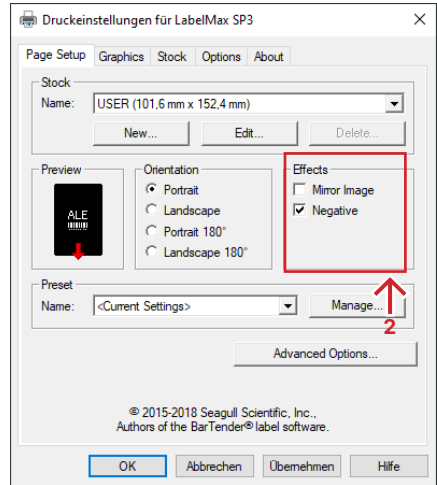 Druckeinstellungen für LabelMax SP3
Page Setup Graphics Stock Options About
Stock
Name: USER (101,6 mm x 152,4 mm)
New... Edit... Delete...
Preview
ALE
Orientation
Portrait
Landscape
Portrait 180°
Landscape 180°
Effects
Mirror Image
Negative
Preset
Name: <Current Settings> Manage...
2
Advanced Options...
© 2015-2018 Seagull Scientific, Inc.,
Authors of the BarTender® label software.
OK Abbrechen Übernehmen Hilfe